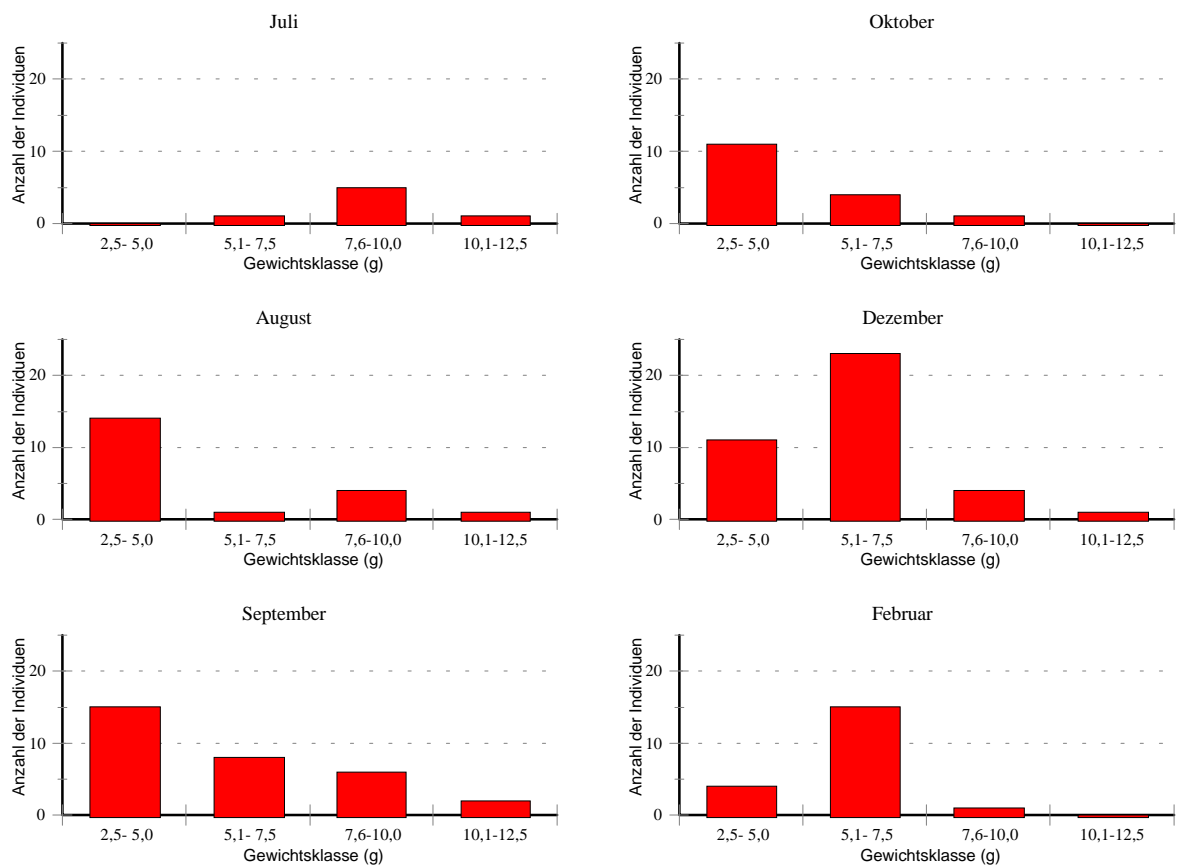 Juli
Anzahl der Individuen
20
10
0
2,5- 5,0 5,1- 7,5 7,6-10,0 10,1-12,5
Gewichtsklasse (g)
Oktober
Anzahl der Individuen
20
10
0
2,5- 5,0 5,1- 7,5 7,6-10,0 10,1-12,5
Gewichtsklasse (g)
August
Anzahl der Individuen
20
10
0
2,5- 5,0 5,1- 7,5 7,6-10,0 10,1-12,5
Gewichtsklasse (g)
Dezember
Anzahl der Individuen
20
10
0
2,5- 5,0 5,1- 7,5 7,6-10,0 10,1-12,5
Gewichtsklasse (g)
September
Anzahl der Individuen
20
10
0
2,5- 5,0 5,1- 7,5 7,6-10,0 10,1-12,5
Gewichtsklasse (g)
Februar
Anzahl der Individuen
20
10
0
2,5- 5,0 5,1- 7,5 7,6-10,0 10,1-12,5
Gewichtsklasse (g)